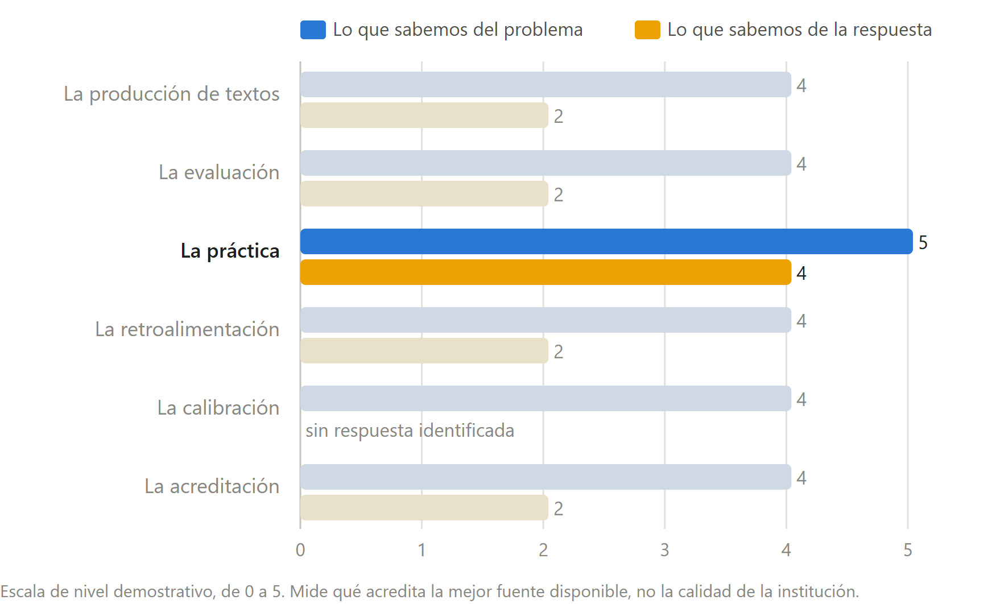 Lo que sabemos del problema
Lo que sabemos de la respuesta
La producción de textos
4
2
La evaluación
4
2
La práctica
5
4
La retroalimentación
4
2
La calibración
4
sin respuesta identificada
La acreditación
4
2
0 1 2 3 4 5
Escala de nivel demostrativo, de 0 a 5. Mide qué acredita la mejor fuente disponible, no la calidad de la institución.